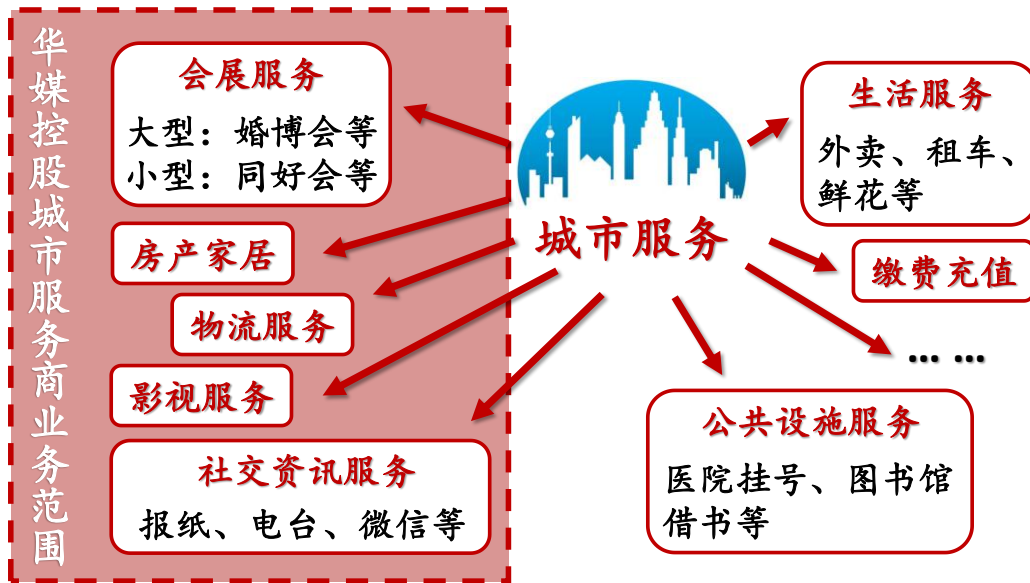 华媒控股城市服务商业务范围
会展服务
大型：婚博会等
小型：同好会等
房产家居
物流服务
影视服务
社交资讯服务
报纸、电台、微信等
城市服务
生活服务
外卖、租车、
鲜花等
缴费充值
... ...
公共设施服务
医院挂号、图书馆
借书等